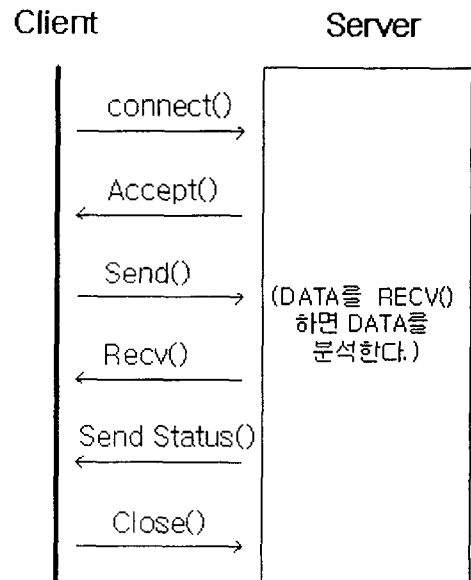 Client
Server
connect()
Accept()
Send()
(DATA를 RECV()
하면 DATA를
분석한다.)
Recv()
Send Status()
Close()